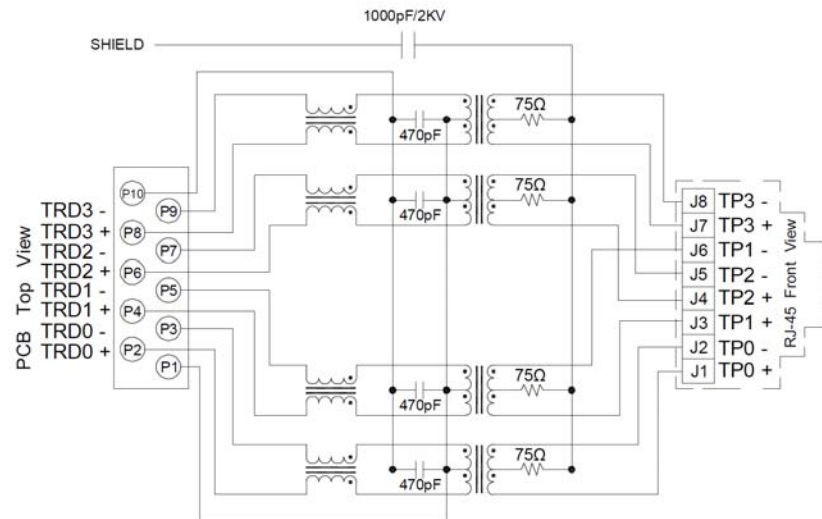 1000pF/2KV
SHIELD
75Ω
470pF
75Ω
470pF
75Ω
470pF
75Ω
470pF
PCB Top View
TRD3 -
TRD3 +
TRD2 -
TRD2 +
TRD1 -
TRD1 +
TRD0 -
TRD0 +
P10
P9
P8
P7
P6
P5
P4
P3
P2
P1
J8 TP3 -
J7 TP3 +
J6 TP1 -
J5 TP2 -
J4 TP2 +
J3 TP1 +
J2 TP0 -
J1 TP0 +
RJ-45 Front View